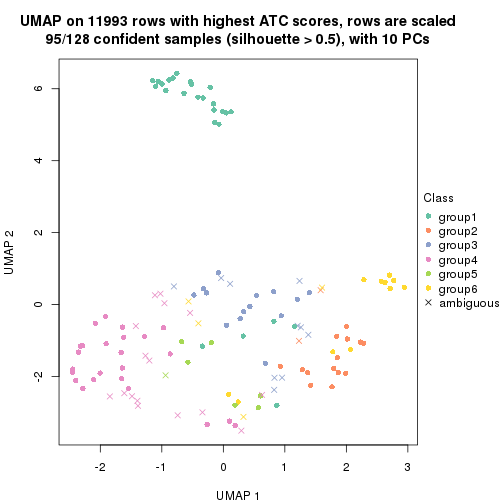 UMAP on 11993 rows with highest ATC scores, rows are scaled
95/128 confident samples (silhouette > 0.5), with 10 PCs
6
4
2
0
-2
UMAP 2
-2
-1
0
1
2
3
UMAP 1
Class
group1
group2
group3
group4
group5
group6
ambiguous